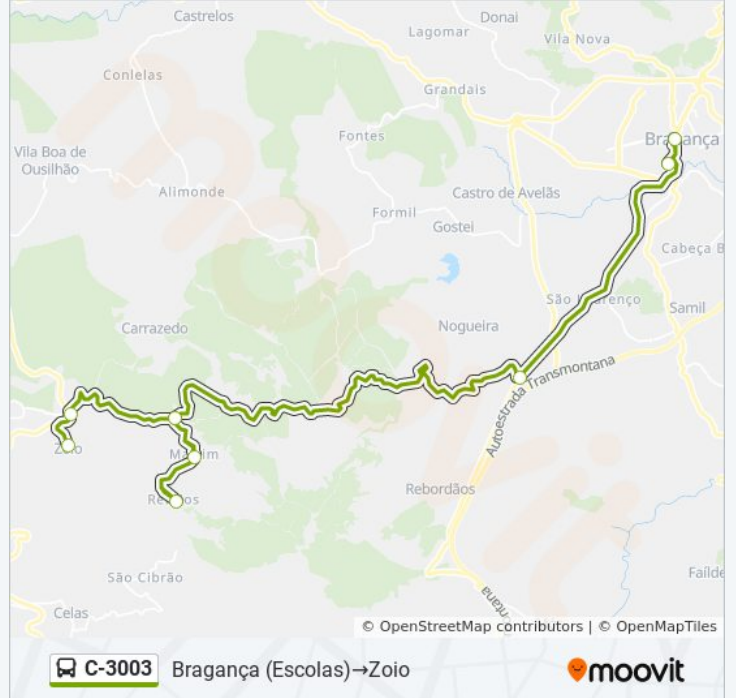 Castrelos
Donai
Lagomar
Vila Nova
Conlelas
Grandais
Fontes
Bragança
Vila Boa de
Ousilhão
Alimonde
Castro de Avelãs
Formil
Gostei
Cabeça B
São Lourenço
Samil
Carrazedo
Nogueira
Autoestrada Transmontana
Zoio
Rebordãos
São Cibrão
Faílde
Celas
ntana
© OpenStreetMap contributors | © OpenMapTiles
C-3003 Bragança (Escolas)→Zoio
moovit